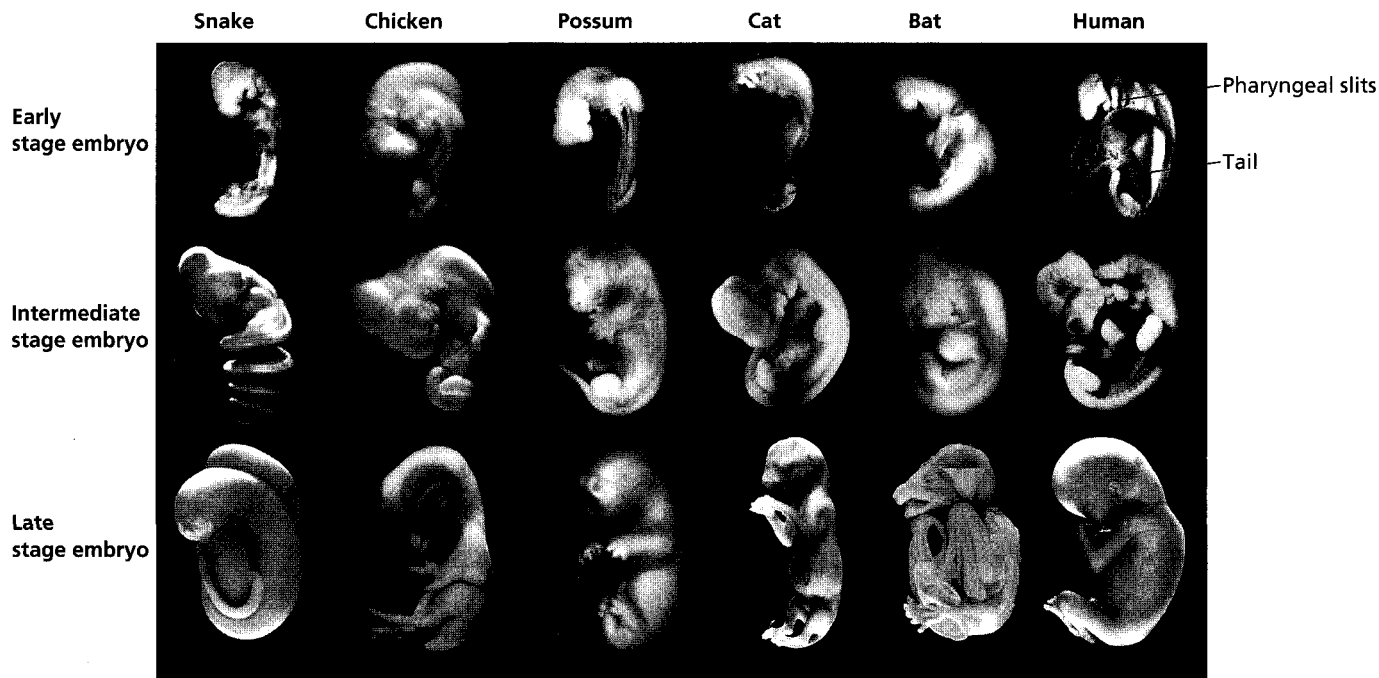 Snake Chicken Possum Cat Bat Human
Pharyngeal slits
Early
stage embryo
Tail
Intermediate
stage embryo
Late
stage embryo